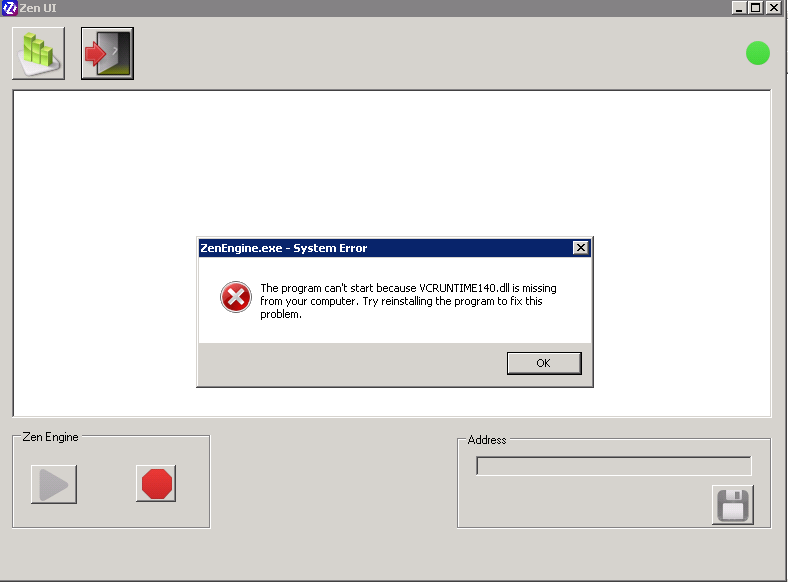 Zen UI
ZenEngine.exe - System Error
The program can't start because VCRUNTIME140.dll is missing
from your computer. Try reinstalling the program to fix this
problem.
OK
Zen Engine
Address